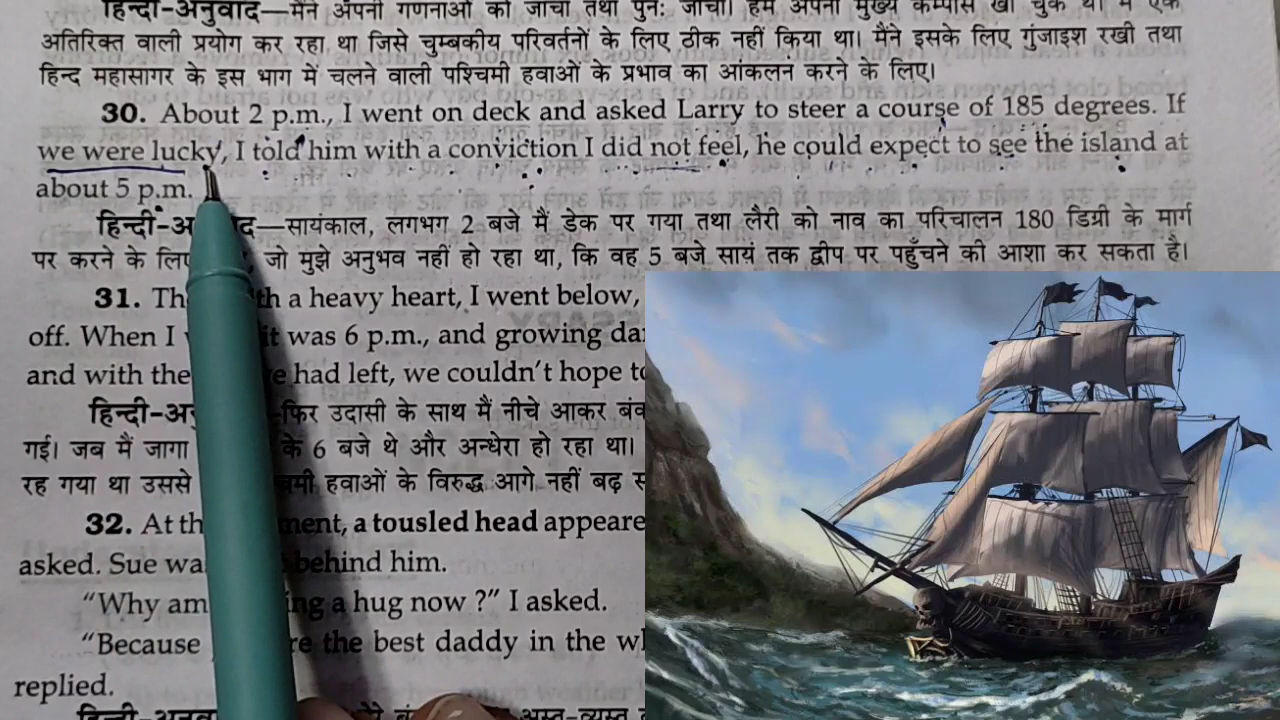 हिन्दी-अनुवाद—मैंने अपनी गणनाओं को जाँचा तथा पुनः जाँचा। हम अपना मुख्य कम्पास खो चुके थे। मैं एक
अतिरिक्त वाली प्रयोग कर रहा था जिसे चुम्बकीय परिवर्तनों के लिए ठीक नहीं किया था। मैंने इसके लिए गुंजाइश रखी तथा
हिन्द महासागर के इस भाग में चलने वाली पश्चिमी हवाओं के प्रभाव का आंकलन करने के लिए।
30. About 2 p.m., I went on deck and asked Larry to steer a course of 185 degrees. If
we were lucky, I told him with a conviction I did not feel, he could expect to see the island at
about 5 p.m.
हिन्दी-अ द—सायंकाल, लगभग 2 बजे मैं डेक पर गया तथा लैरी को नाव का परिचालन 180 डिग्री के मार्ग
पर करने के लिए , जो मुझे अनुभव नहीं हो रहा था, कि वह 5 बजे सायं तक द्वीप पर पहुँचने की आशा कर सकता है।
31. Th th a heavy heart, I went below,
off. When I it was 6 p.m., and growing da
and with the e had left, we couldn't hope to
हिन्दी-अनु फिर उदासी के साथ मैं नीचे आकर बं
गई। जब मैं जागा के 6 बजे थे और अन्धेरा हो रहा था।
रह गया था उससे मी हवाओं के विरुद्ध आगे नहीं बढ़ स
32. At th ment, a tousled head appeare
asked. Sue wa behind him.
"Why am ing a hug now ?" I asked.
"Because re the best daddy in the w
replied.